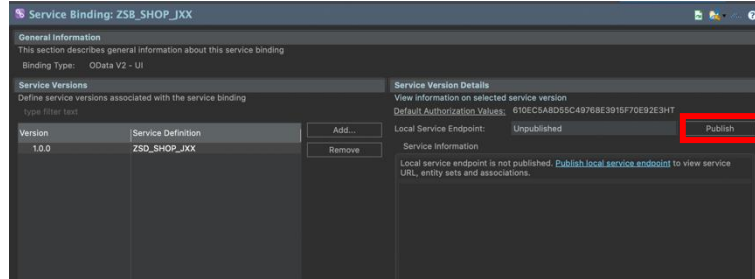 Service Binding: ZSB_SHOP_JXX
General Information
This section describes general information about this service binding
Binding Type: OData V2 - UI
Service Versions
Define service versions associated with the service binding
type filter text
Version Service Definition
1.0.0 ZSD_SHOP_JXX
Add...
Remove
Service Version Details
View information on selected service version
Default Authorization Values: 610EC5A8D55C49768E3915F70E92E3HT
Local Service Endpoint: Unpublished Publish
Service Information
Local service endpoint is not published. Publish local service endpoint to view service
URL, entity sets and associations.